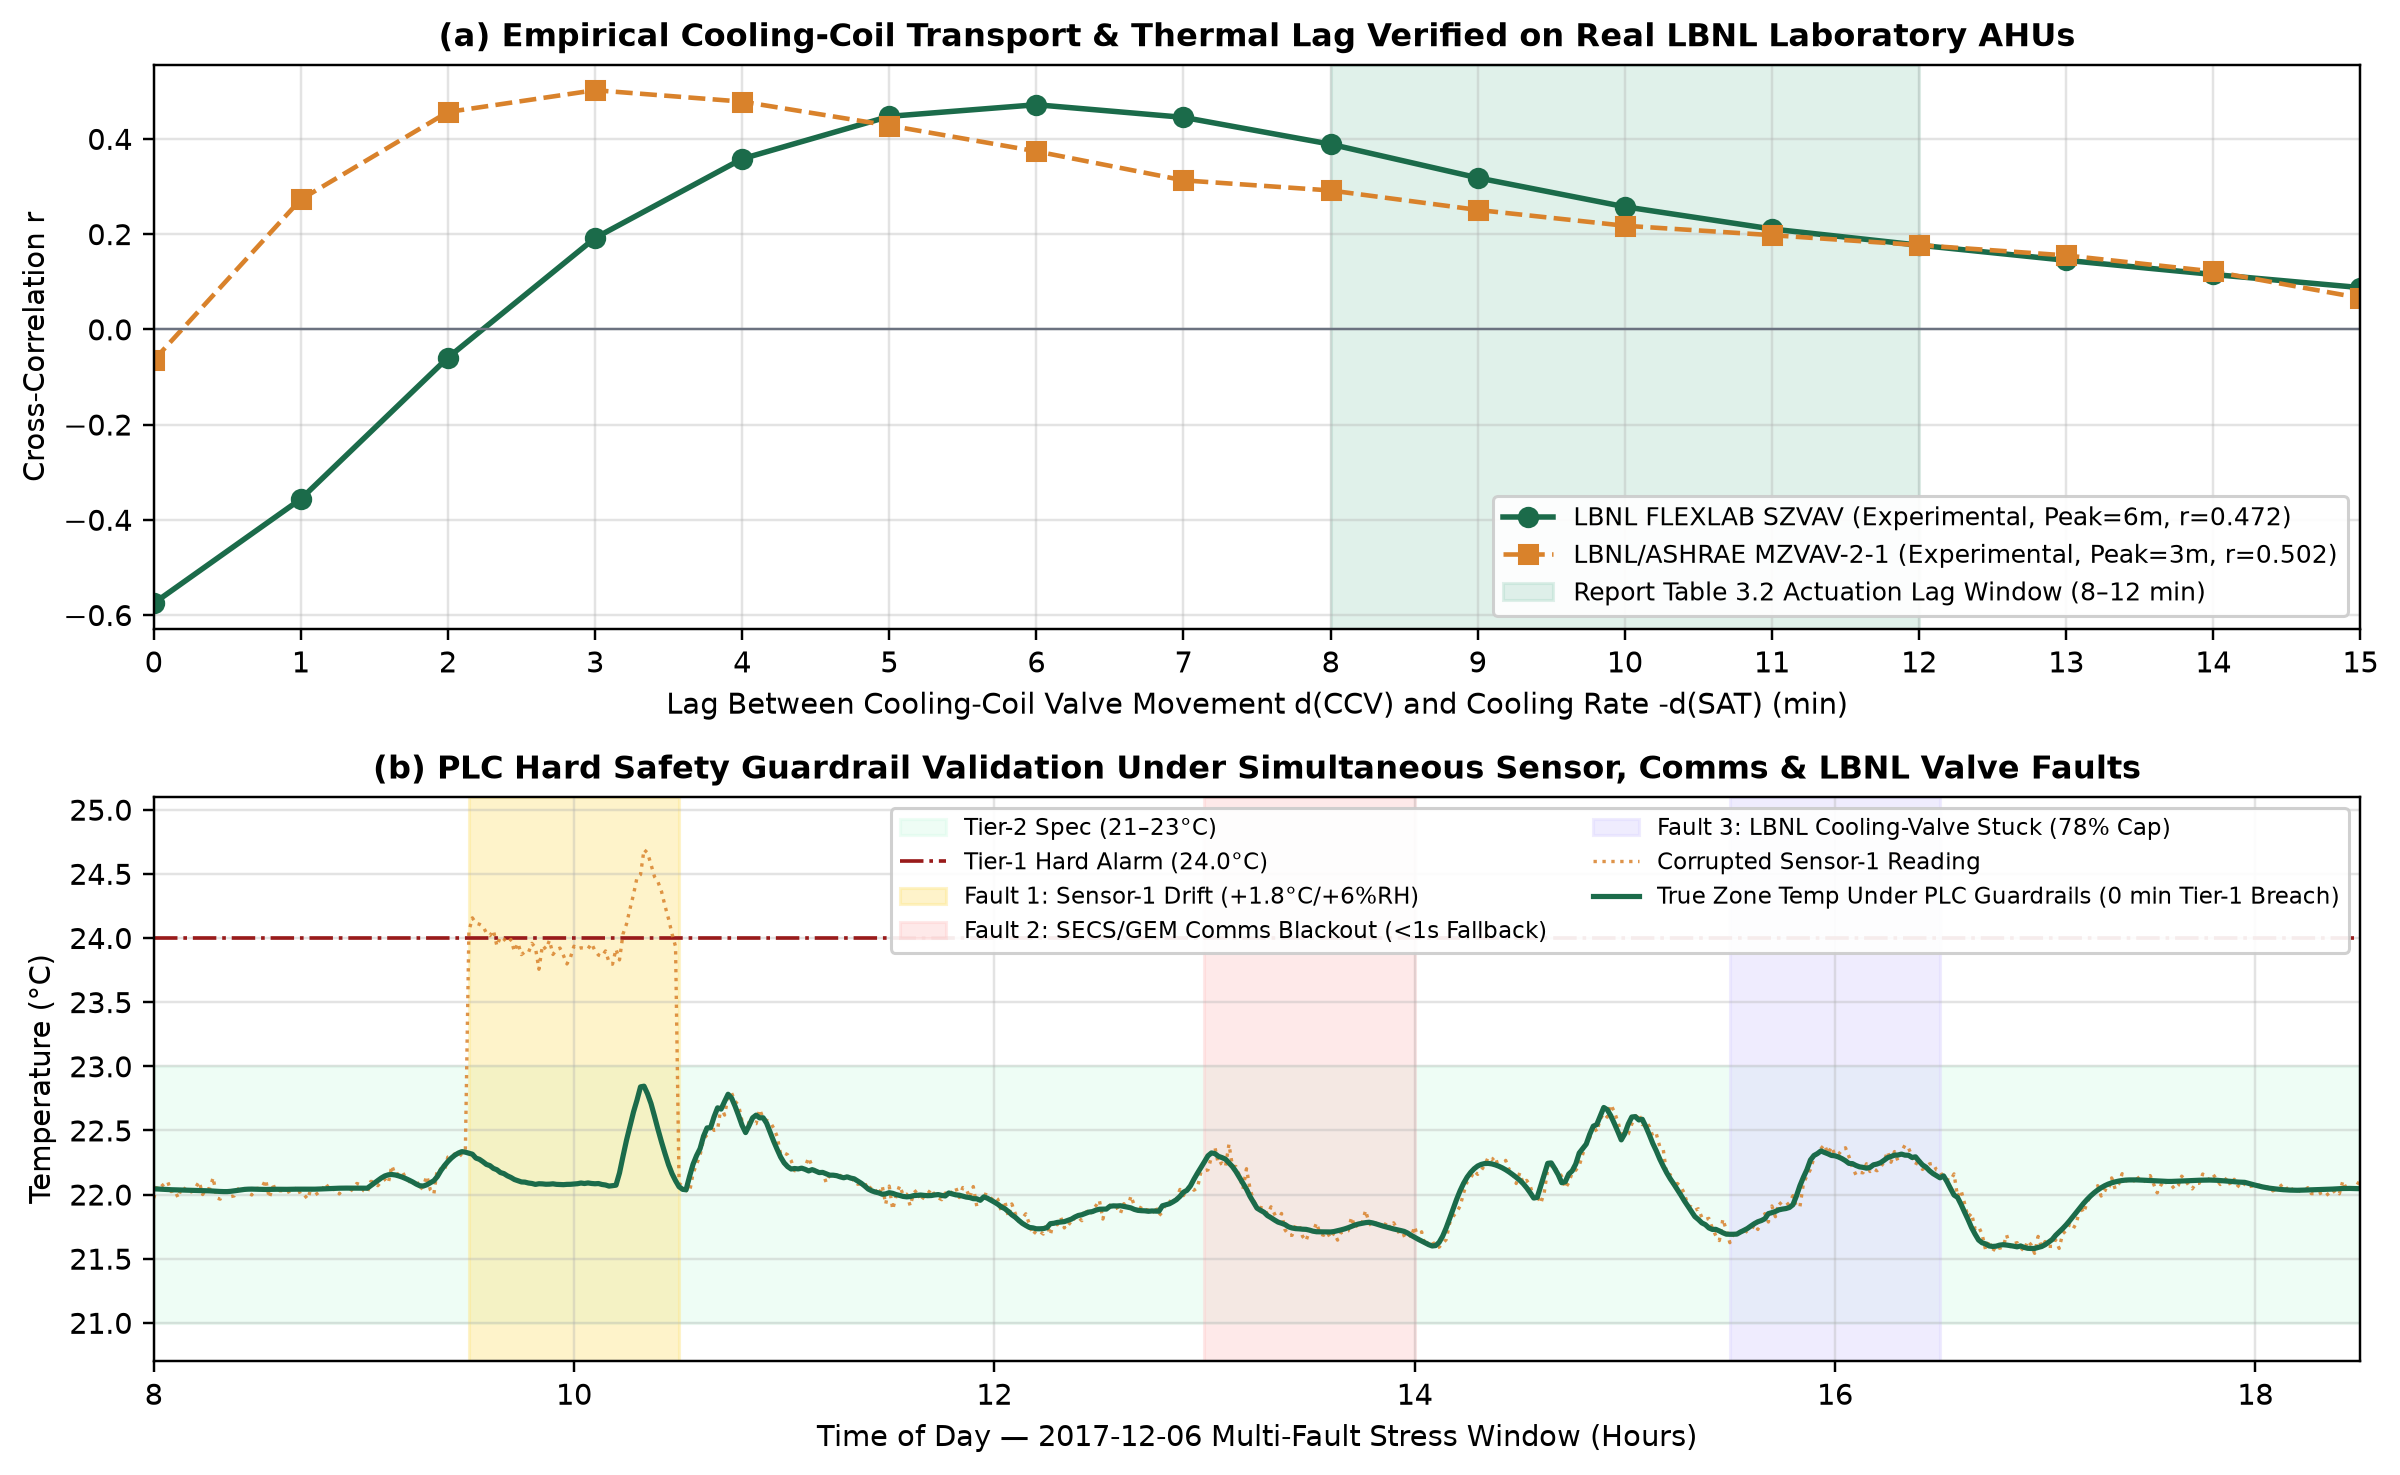 (a) Empirical Cooling-Coil Transport & Thermal Lag Verified on Real LBNL Laboratory AHUs
Cross-Correlation r
0.4
0.2
0.0
−0.2
−0.4
−0.6
LBNL FLEXLAB SZVAV (Experimental, Peak=6m, r=0.472)
LBNL/ASHRAE MZVAV-2-1 (Experimental, Peak=3m, r=0.502)
Report Table 3.2 Actuation Lag Window (8–12 min)
0 1 2 3 4 5 6 7 8 9 10 11 12 13 14 15
Lag Between Cooling-Coil Valve Movement d(CCV) and Cooling Rate -d(SAT) (min)
(b) PLC Hard Safety Guardrail Validation Under Simultaneous Sensor, Comms & LBNL Valve Faults
Temperature (°C)
25.0
24.5
24.0
23.5
23.0
22.5
22.0
21.5
21.0
Tier-2 Spec (21–23°C)
Tier-1 Hard Alarm (24.0°C)
Fault 1: Sensor-1 Drift (+1.8°C/+6%RH)
Fault 2: SECS/GEM Comms Blackout (<1s Fallback)
Fault 3: LBNL Cooling-Valve Stuck (78% Cap)
Corrupted Sensor-1 Reading
True Zone Temp Under PLC Guardrails (0 min Tier-1 Breach)
8 10 12 14 16 18
Time of Day — 2017-12-06 Multi-Fault Stress Window (Hours)